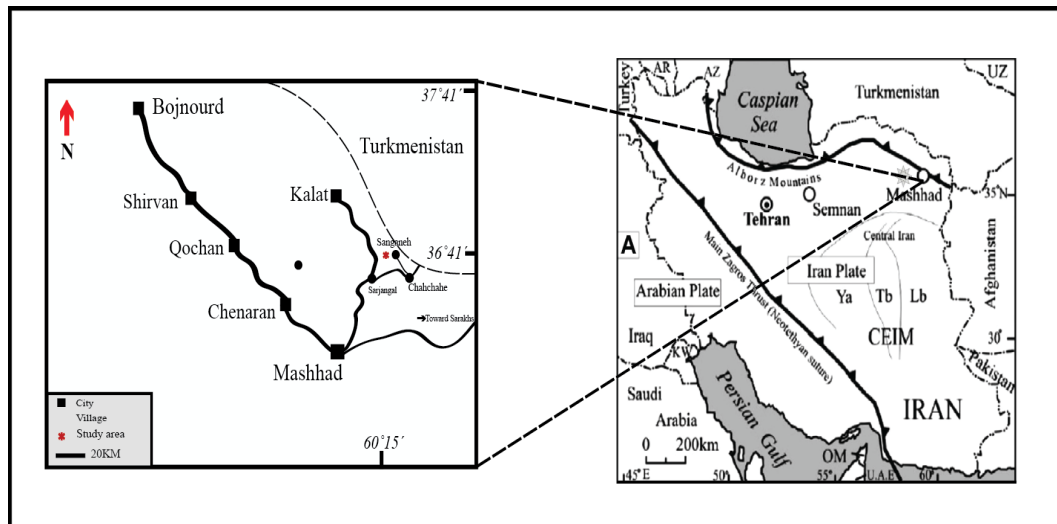 N
Bojnourd
37°41´
Turkmenistan
Shirvan
Kalat
Qochan
Sanganeh
36°41´
Sarjangal
Chahchahe
Chenaran
➔Toward Sarakhs
Mashhad
City
Village
Study area
20KM
60°15´
Turkey
AR
AZ
UZ
Caspian
Sea
Turkmenistan
Alborz Mountains
Mashhad
35°N
Tehran
Semnan
A
Central Iran
Afghanistan
Main Zagros Thrust (Neotethyan suture)
Iran Plate
Arabian Plate
Ya
Tb
Lb
CEIM
Iraq
KW
30°
Pakistan
Saudi
Arabia
Persian Gulf
IRAN
0
200km
OM
U.A.E
45°E
50°
55°
60°